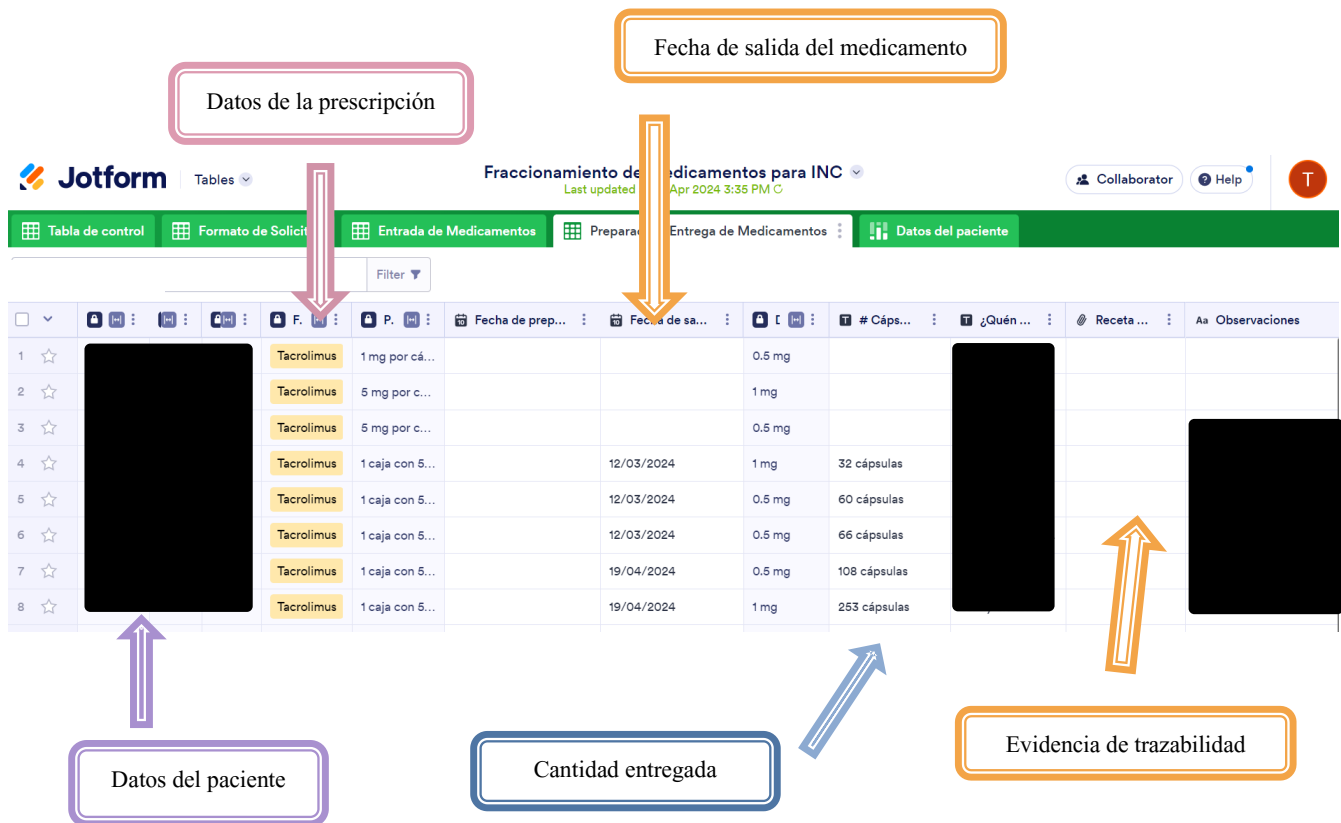 Fecha de salida del medicamento
Datos de la prescripción
Jotform Tables
Fraccionamiento de medicamentos para INC
Last updated Apr 2024 3:35 PM
Collaborator Help T
Tabla de control Formato de Solicit Entrada de Medicamentos Prepara Entrega de Medicamentos Datos del paciente
Filter
F. P. Fecha de prep... Fecha de sa... # Cáps... ¿Quén ... Receta ... Aa Observaciones
1 Tacrolimus 1 mg por cá... 0.5 mg
2 Tacrolimus 5 mg por c... 1 mg
3 Tacrolimus 5 mg por c... 0.5 mg
4 Tacrolimus 1 caja con 5... 12/03/2024 1 mg 32 cápsulas
5 Tacrolimus 1 caja con 5... 12/03/2024 0.5 mg 60 cápsulas
6 Tacrolimus 1 caja con 5... 12/03/2024 0.5 mg 66 cápsulas
7 Tacrolimus 1 caja con 5... 19/04/2024 0.5 mg 108 cápsulas
8 Tacrolimus 1 caja con 5... 19/04/2024 1 mg 253 cápsulas
Datos del paciente
Cantidad entregada
Evidencia de trazabilidad